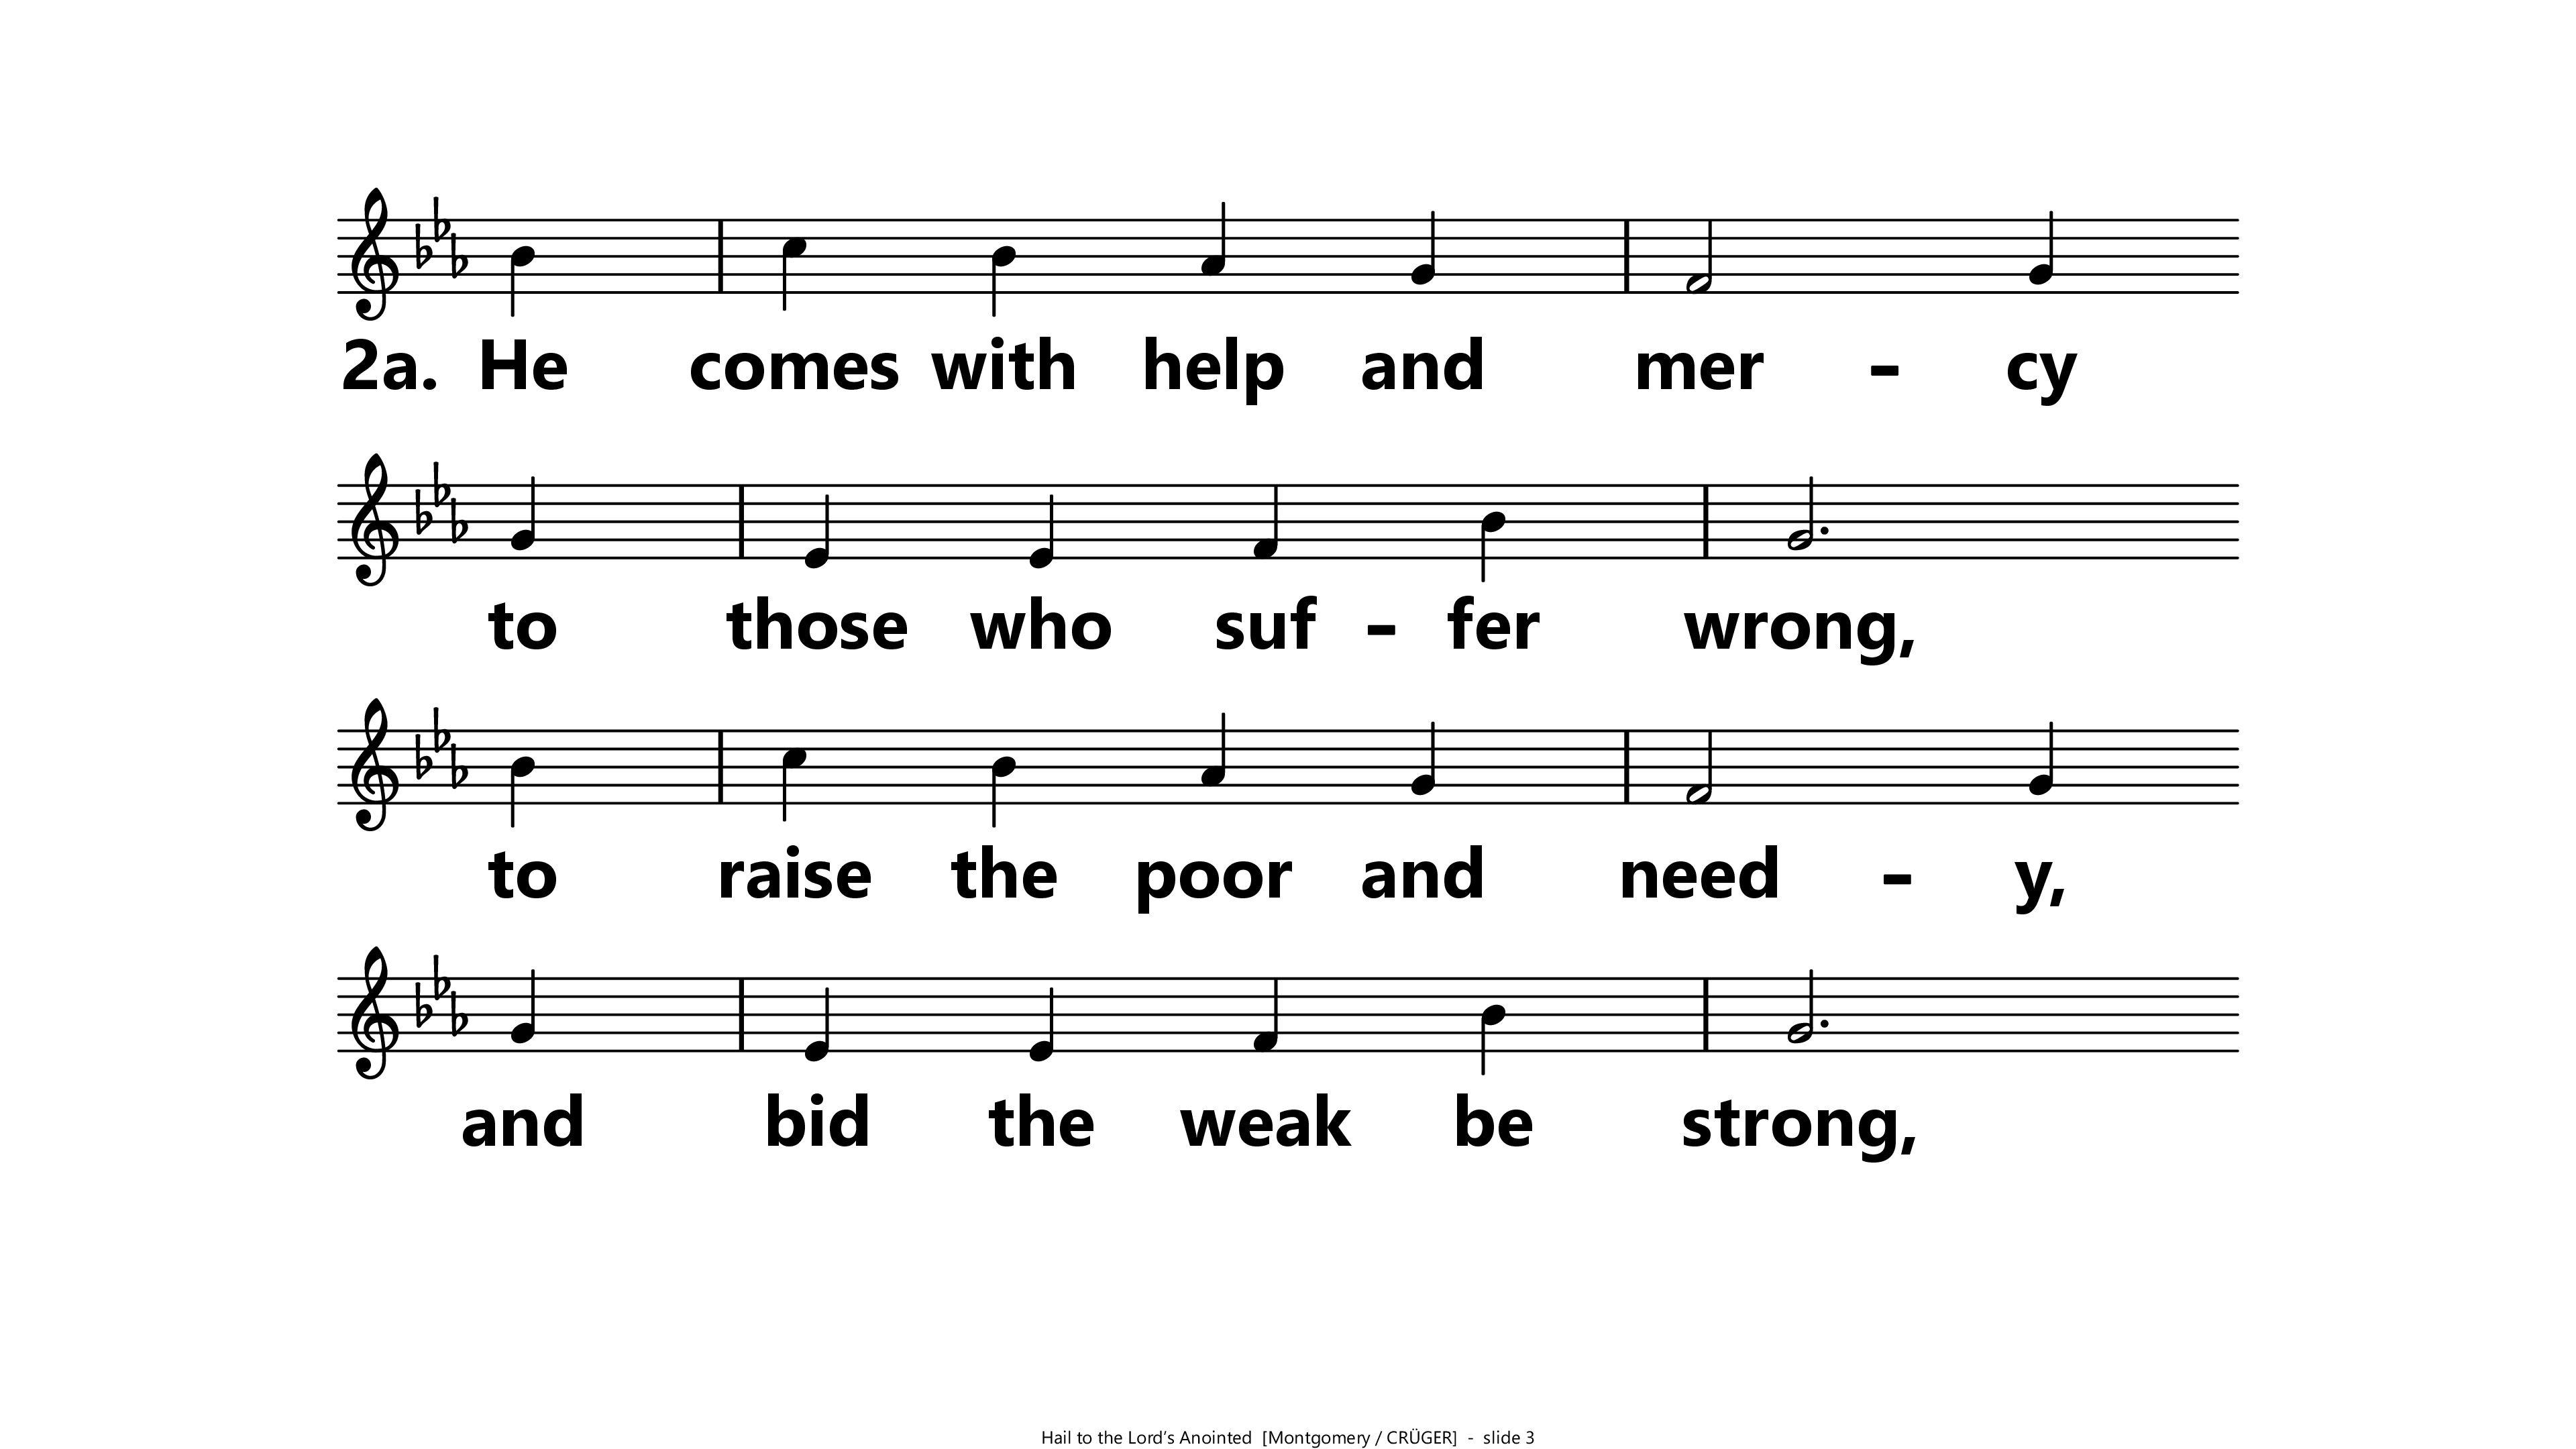 2a. He comes with help and mer - cy
to those who suf - fer wrong,
to raise the poor and need - y,
and bid the weak be strong,
Hail to the Lord’s Anointed [Montgomery / CRÜGER] - slide 3